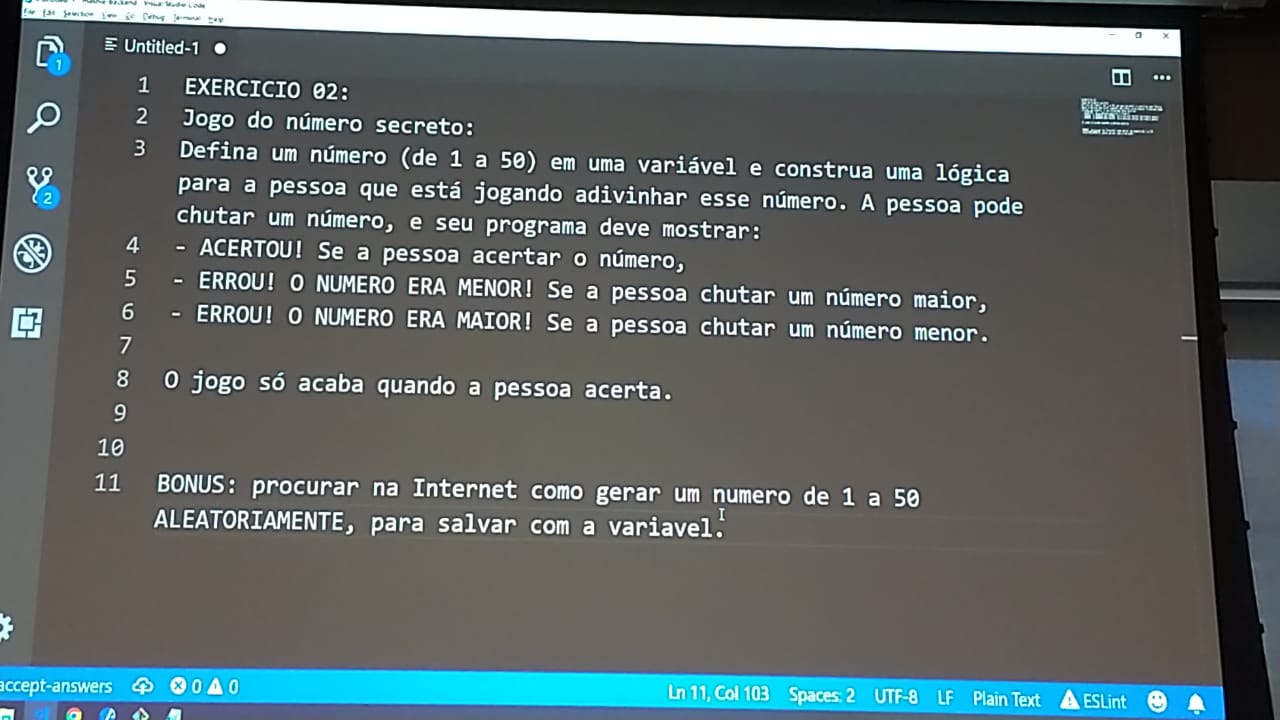 Visual Studio Code
File Edit Selection View Go Debug Terminal Help
Untitled-1
1 EXERCICIO 02:
2 Jogo do número secreto:
3 Defina um número (de 1 a 50) em uma variável e construa uma lógica
para a pessoa que está jogando adivinhar esse número. A pessoa pode
chutar um número, e seu programa deve mostrar:
4 - ACERTOU! Se a pessoa acertar o número,
5 - ERROU! O NUMERO ERA MENOR! Se a pessoa chutar um número maior,
6 - ERROU! O NUMERO ERA MAIOR! Se a pessoa chutar um número menor.
7
8 O jogo só acaba quando a pessoa acerta.
9
10
11 BONUS: procurar na Internet como gerar um numero de 1 a 50
ALEATORIAMENTE, para salvar com a variavel.
1
2
accept-answers 0 0 Ln 11, Col 103 Spaces: 2 UTF-8 LF Plain Text ESLint